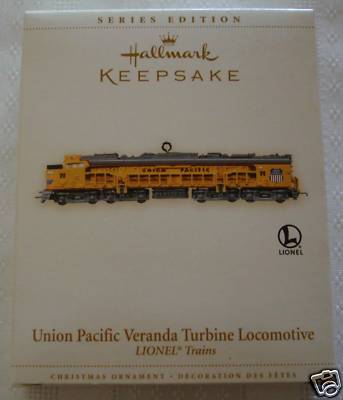 SERIES EDITION
Hallmark
KEEPSAKE
UNION PACIFIC
LIONEL
Union Pacific Veranda Turbine Locomotive
LIONEL® Trains
CHRISTMAS ORNAMENT • DÉCORATION DES FÊTES